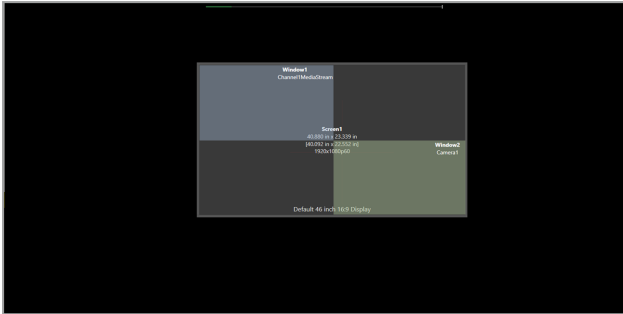 Window1
Channel1MediaStream
Screen1
40.880 in x 23.339 in
[40.092 in x 22.552 in]
1920x1080p60
Window2
Camera1
Default 46 inch 16:9 Display